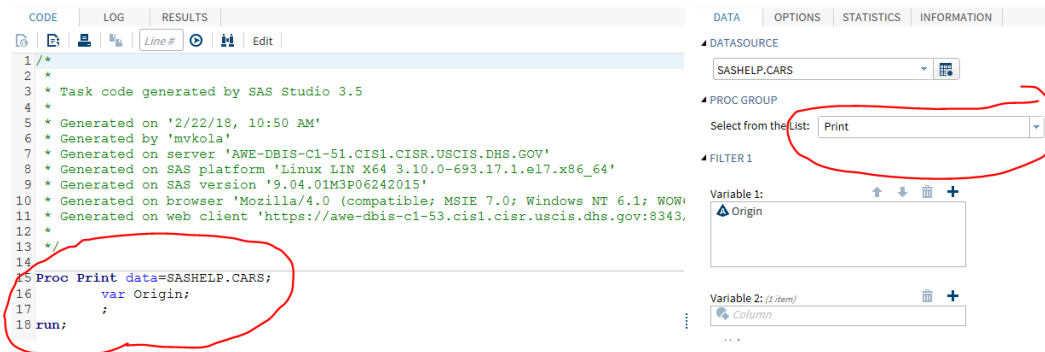 CODE LOG RESULTS
Line # Edit
1 /*
2 *
3 * Task code generated by SAS Studio 3.5
4 *
5 * Generated on '2/22/18, 10:50 AM'
6 * Generated by 'mvkola'
7 * Generated on server 'AWE-DBIS-C1-51.CIS1.CISR.USCIS.DHS.GOV'
8 * Generated on SAS platform 'Linux LIN X64 3.10.0-693.17.1.el7.x86_64'
9 * Generated on SAS version '9.04.01M3P06242015'
10 * Generated on browser 'Mozilla/4.0 (compatible; MSIE 7.0; Windows NT 6.1;
11 * Generated on web client 'https://awe-dbis-c1-53.cis1.cisr.uscis.dhs.gov:8343/
12 *
13 */
14
15 Proc Print data=SASHELP.CARS;
16 var Origin;
17 ;
18 run;
DATA OPTIONS STATISTICS INFORMATION
DATASOURCE
SASHELP.CARS
PROC GROUP
Select from the List: Print
FILTER 1
Variable 1:
Origin
Variable 2: (1 item)
Column